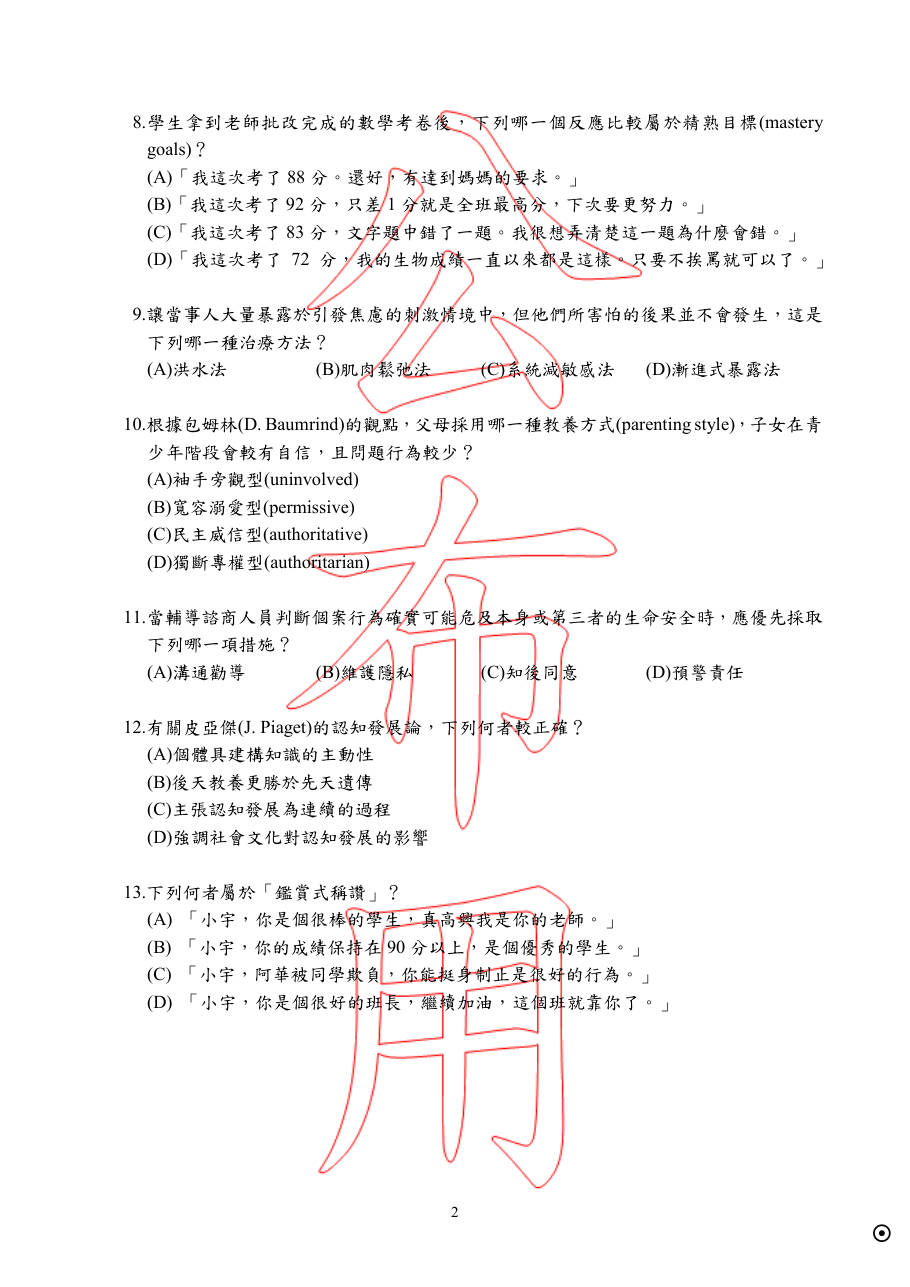 8.學生拿到老師批改完成的數學考卷後，下列哪一個反應比較屬於精熟目標(mastery
goals)？
(A)「我這次考了 88 分。還好，有達到媽媽的要求。」
(B)「我這次考了 92 分，只差 1 分就是全班最高分，下次要更努力。」
(C)「我這次考了 83 分，文字題中錯了一題。我很想弄清楚這一題為什麼會錯。」
(D)「我這次考了 72 分，我的生物成績一直以來都是這樣。只要不挨罵就可以了。」
9.讓當事人大量暴露於引發焦慮的刺激情境中，但他們所害怕的後果並不會發生，這是
下列哪一種治療方法？
(A)洪水法 (B)肌肉鬆弛法 (C)系統減敏感法 (D)漸進式暴露法
10.根據包姆林(D. Baumrind)的觀點，父母採用哪一種教養方式(parenting style)，子女在青
少年階段會較有自信，且問題行為較少？
(A)袖手旁觀型(uninvolved)
(B)寬容溺愛型(permissive)
(C)民主威信型(authoritative)
(D)獨斷專權型(authoritarian)
11.當輔導諮商人員判斷個案行為確實可能危及本身或第三者的生命安全時，應優先採取
下列哪一項措施？
(A)溝通勸導 (B)維護隱私 (C)知後同意 (D)預警責任
12.有關皮亞傑(J. Piaget)的認知發展論，下列何者較正確？
(A)個體具建構知識的主動性
(B)後天教養更勝於先天遺傳
(C)主張認知發展為連續的過程
(D)強調社會文化對認知發展的影響
13.下列何者屬於「鑑賞式稱讚」？
(A) 「小宇，你是個很棒的學生，真高興我是你的老師。」
(B) 「小宇，你的成績保持在 90 分以上，是個優秀的學生。」
(C) 「小宇，阿華被同學欺負，你能挺身制止是很好的行為。」
(D) 「小宇，你是個很好的班長，繼續加油，這個班就靠你了。」
公
布
用
2